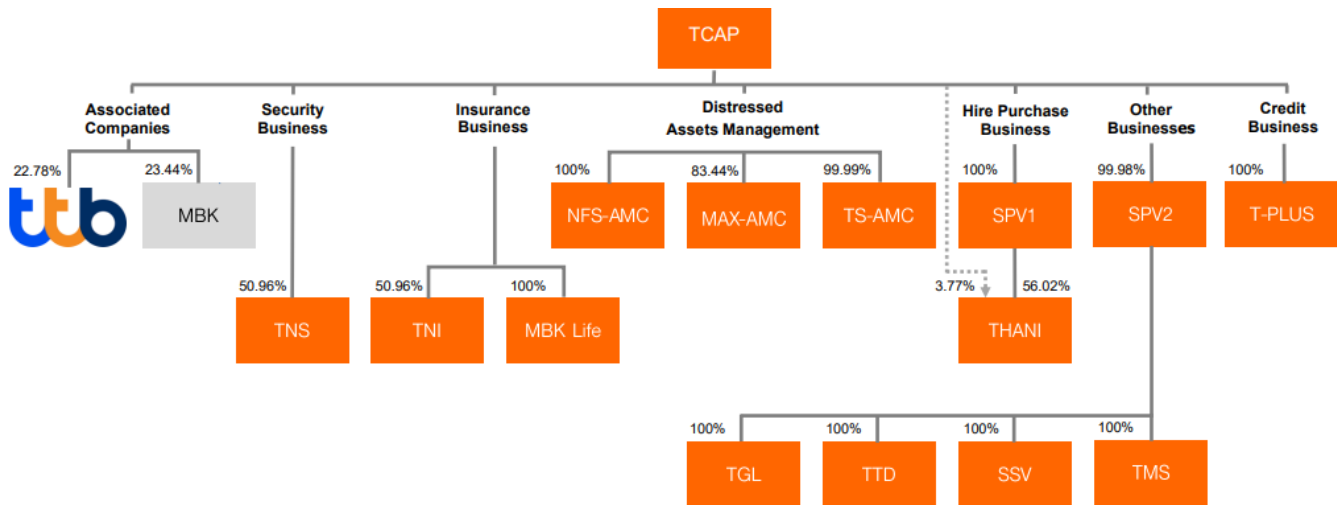 TCAP
Associated
Companies
Security
Business
Insurance
Business
Distressed
Assets Management
Hire Purchase
Business
Other
Businesses
Credit
Business
22.78%
23.44%
100%
83.44%
99.99%
100%
99.98%
100%
ttb
MBK
NFS-AMC
MAX-AMC
TS-AMC
SPV1
SPV2
T-PLUS
50.96%
50.96%
100%
3.77%
56.02%
TNS
TNI
MBK Life
THANI
100%
100%
100%
100%
TGL
TTD
SSV
TMS